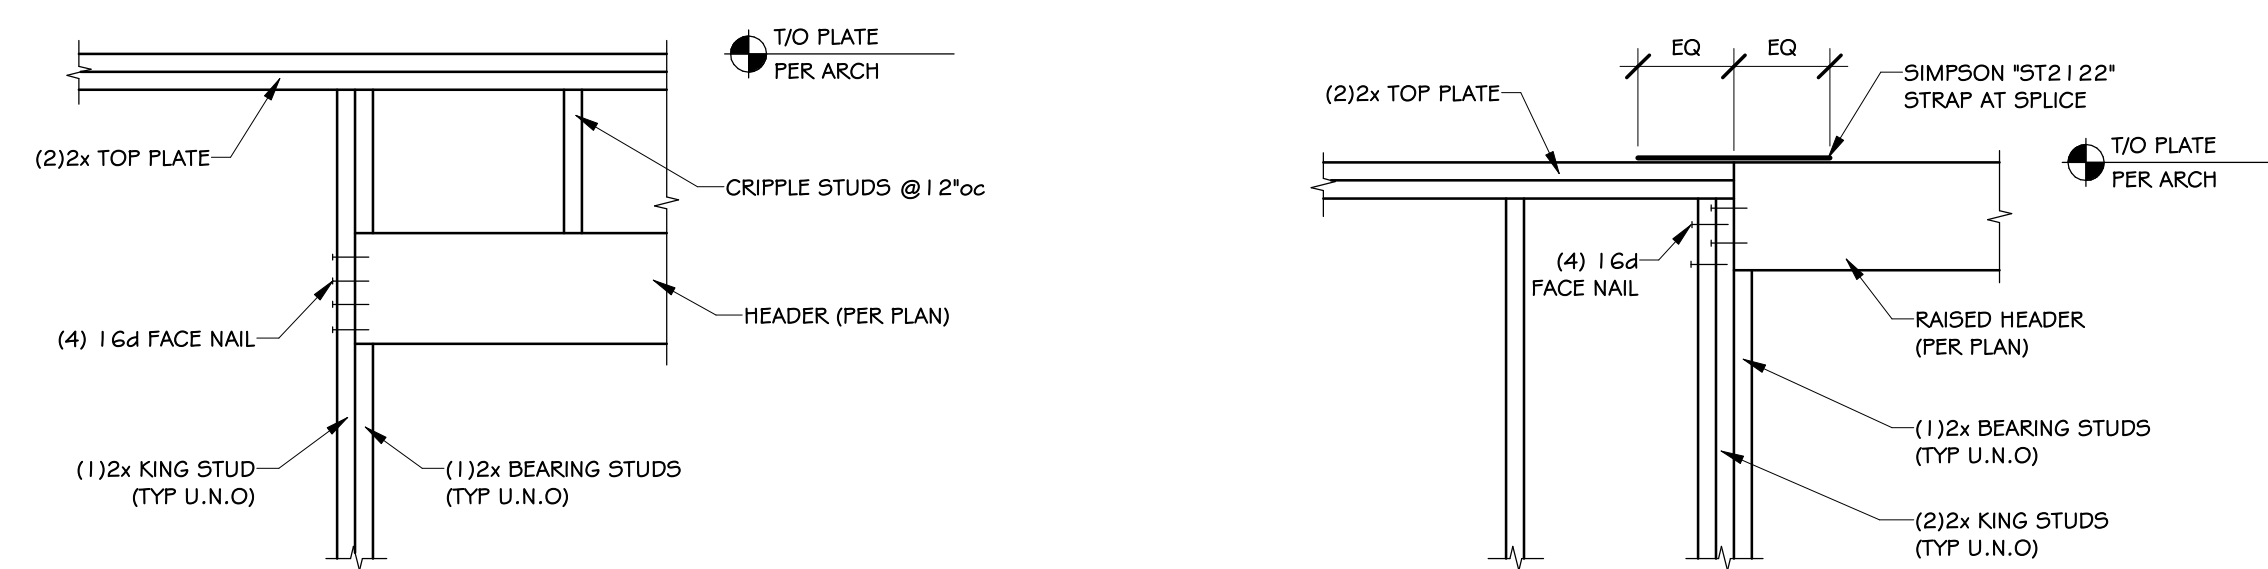 T/O PLATE
PER ARCH
(2)2x TOP PLATE
CRIPPLE STUDS @12"oc
(4) 16d FACE NAIL
HEADER (PER PLAN)
(1)2x KING STUD
(TYP U.N.O)
(1)2x BEARING STUDS
(TYP U.N.O)
EQ
EQ
SIMPSON "ST2122"
STRAP AT SPLICE
(2)2x TOP PLATE
T/O PLATE
PER ARCH
(4) 16d
FACE NAIL
RAISED HEADER
(PER PLAN)
(1)2x BEARING STUDS
(TYP U.N.O)
(2)2x KING STUDS
(TYP U.N.O)